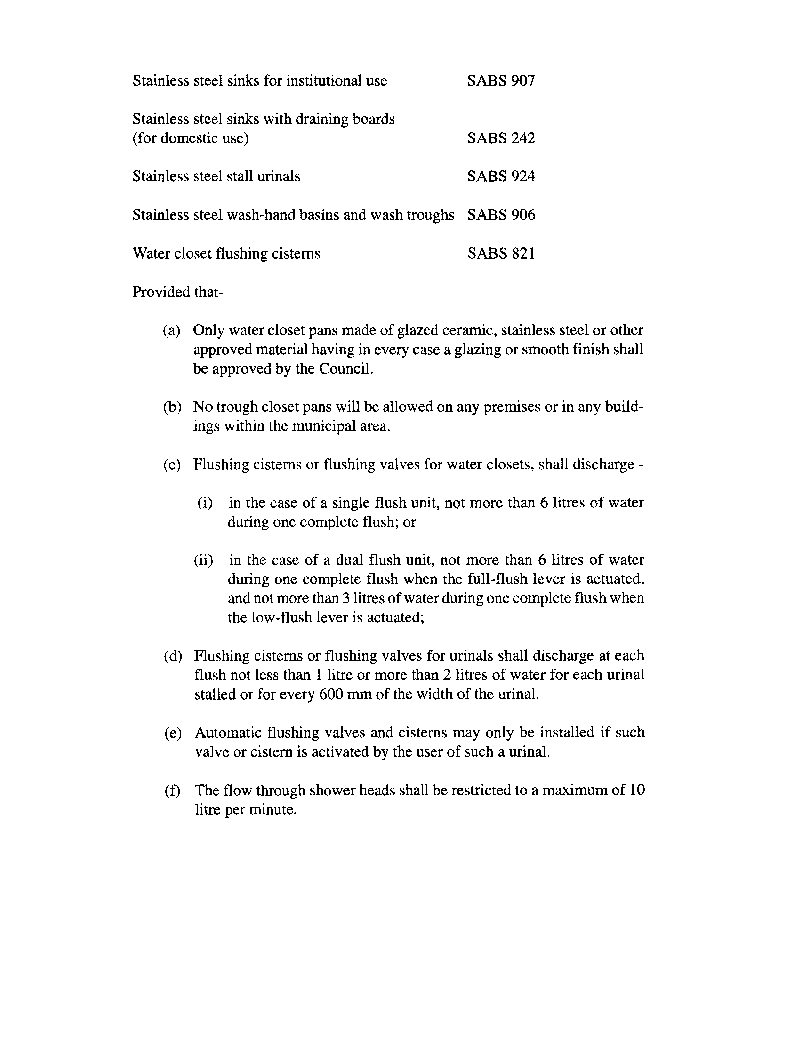 Stainless steel sinks for institutional use SABS 907
Stainless steel sinks with draining boards
(for domestic use) SABS 242
Stainless steel stall urinals SABS 924
Stainless steel wash-hand basins and wash troughs SABS 906
Water closet flushing cisterns SABS 821
Provided that-
(a) Only water closet pans made of glazed ceramic, stainless steel or other
approved material having in every case a glazing or smooth finish shall
be approved by the Council.
(b) No trough closet pans will be allowed on any premises or in any build-
ings within the municipal area.
(c) Flushing cisterns or flushing valves for water closets, shall discharge -
(i) in the case of a single flush unit, not more than 6 litres of water
during one complete flush; or
(ii) in the case of a dual flush unit, not more than 6 litres of water
during one complete flush when the full-flush lever is actuated,
and not more than 3 litres of water during one complete flush when
the low-flush lever is actuated;
(d) Flushing cisterns or flushing valves for urinals shall discharge at each
flush not less than 1 litre or more than 2 litres of water for each urinal
stalled or for every 600 mm of the width of the urinal.
(e) Automatic flushing valves and cisterns may only be installed if such
valve or cistern is activated by the user of such a urinal.
(f) The flow through shower heads shall be restricted to a maximum of 10
litre per minute.